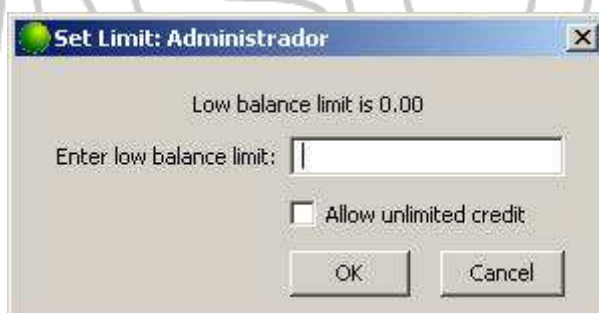 Set Limit: Administrador
Low balance limit is 0.00
Enter low balance limit:
Allow unlimited credit
OK Cancel